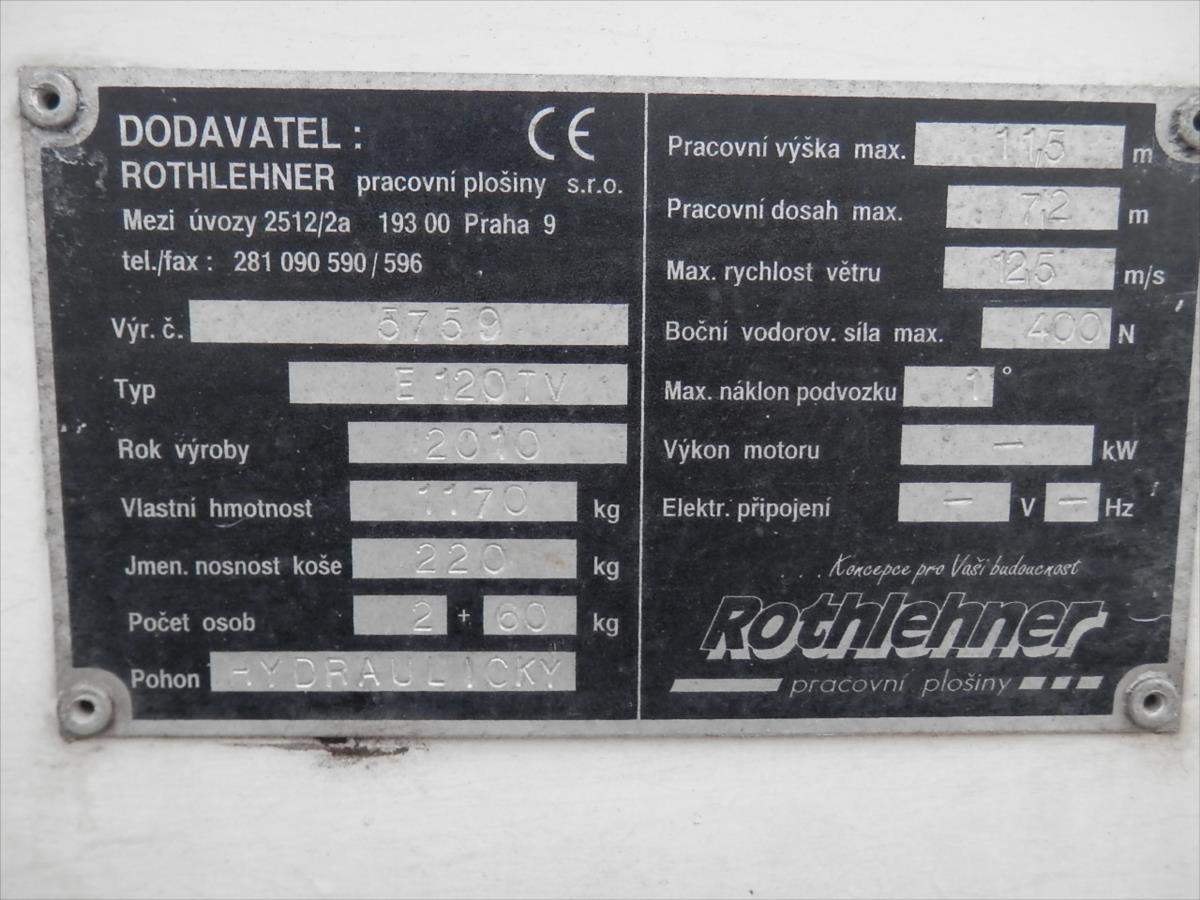 DODAVATEL : CE
ROTHLEHNER pracovní plošiny s.r.o.
Mezi úvozy 2512/2a 193 00 Praha 9
tel./fax : 281 090 590 / 596
Výr. č. 5759
Typ E 120TV
Rok výroby 2010
Vlastní hmotnost 1170 kg
Jmen. nosnost koše 220 kg
Počet osob 2 + 60 kg
Pohon HYDRAULICKY
Pracovní výška max. 11,5 m
Pracovní dosah max. 7,2 m
Max. rychlost větru 12,5 m/s
Boční vodorov. síla max. 400 N
Max. náklon podvozku 1 °
Výkon motoru – kW
Elektr. připojení – V – Hz
. . . . Koncepce pro Vaší budoucnost
Rothlehner
pracovní plošiny